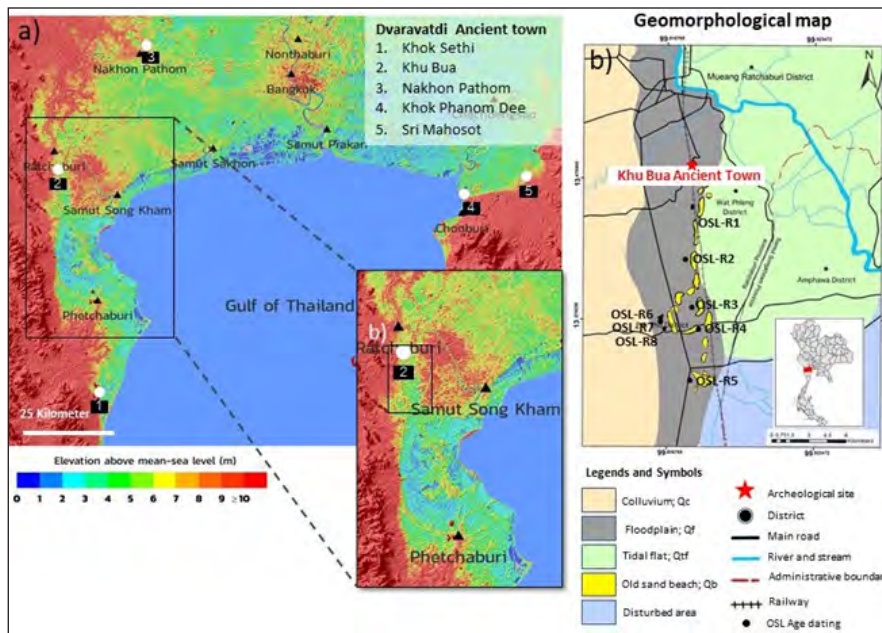 a)
Dvaravatdi Ancient town
1. Khok Sethi
2. Khu Bua
3. Nakhon Pathom
4. Khok Phanom Dee
5. Sri Mahosot
Nonthaburi
3
Nakhon Pathom
Bangkok
Samut Prakan
Samut Sakhon
Ratchaburi
2
Samut Song Kham
5
4
Chonburi
Gulf of Thailand
Phetchaburi
1
25 Kilometer
Elevation above mean-sea level (m)
0 1 2 3 4 5 6 7 8 9 ≥10
b)
Ratchaburi
2
Samut Song Kham
Phetchaburi
Geomorphological map
b)
N
Mueang Ratchaburi District
Khu Bua Ancient Town
Wat Phleng
District
OSL-R1
OSL-R2
Amphawa District
OSL-R3
OSL-R6
OSL-R7
OSL-R4
OSL-R8
OSL-R5
Legends and Symbols
Colluvium; Qc
Floodplain; Qf
Tidal flat; Qtf
Old sand beach; Qb
Disturbed area
Archeological site
District
Main road
River and stream
Administrative boundar
Railway
OSL Age dating